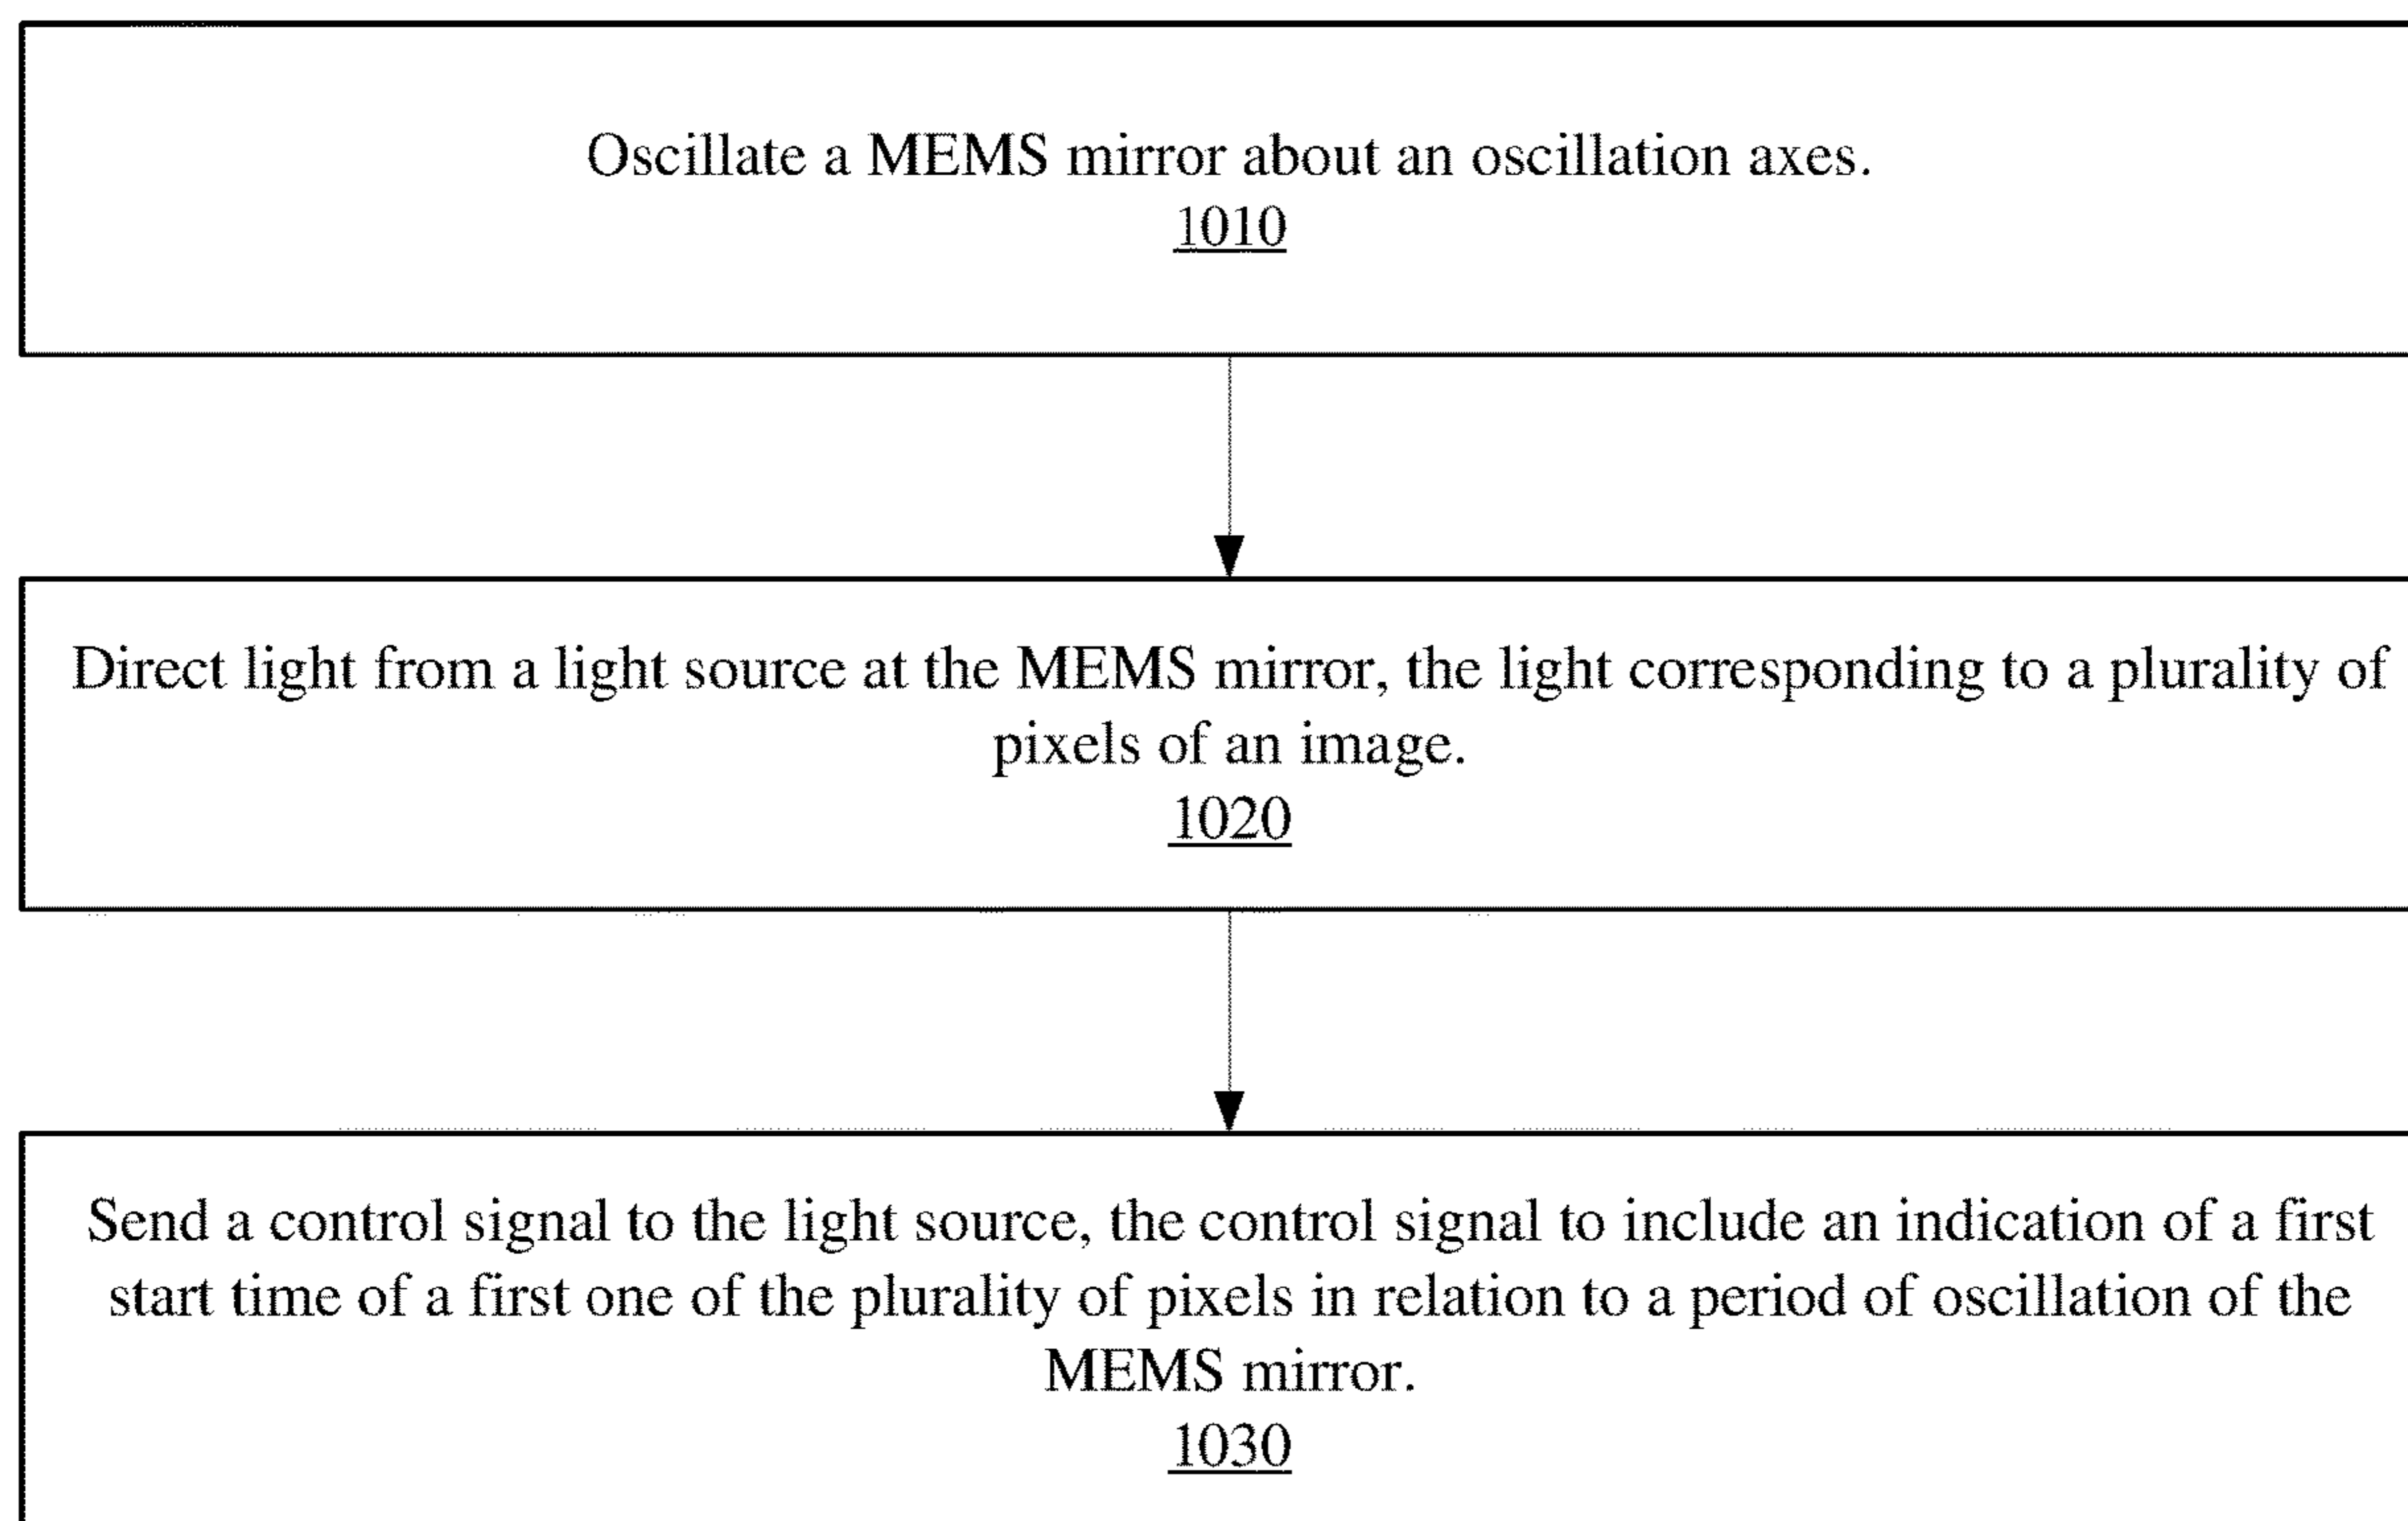 Oscillate a MEMS mirror about an oscillation axes.
1010
Direct light from a light source at the MEMS mirror, the light corresponding to a plurality of
pixels of an image.
1020
Send a control signal to the light source, the control signal to include an indication of a first
start time of a first one of the plurality of pixels in relation to a period of oscillation of the
MEMS mirror.
1030